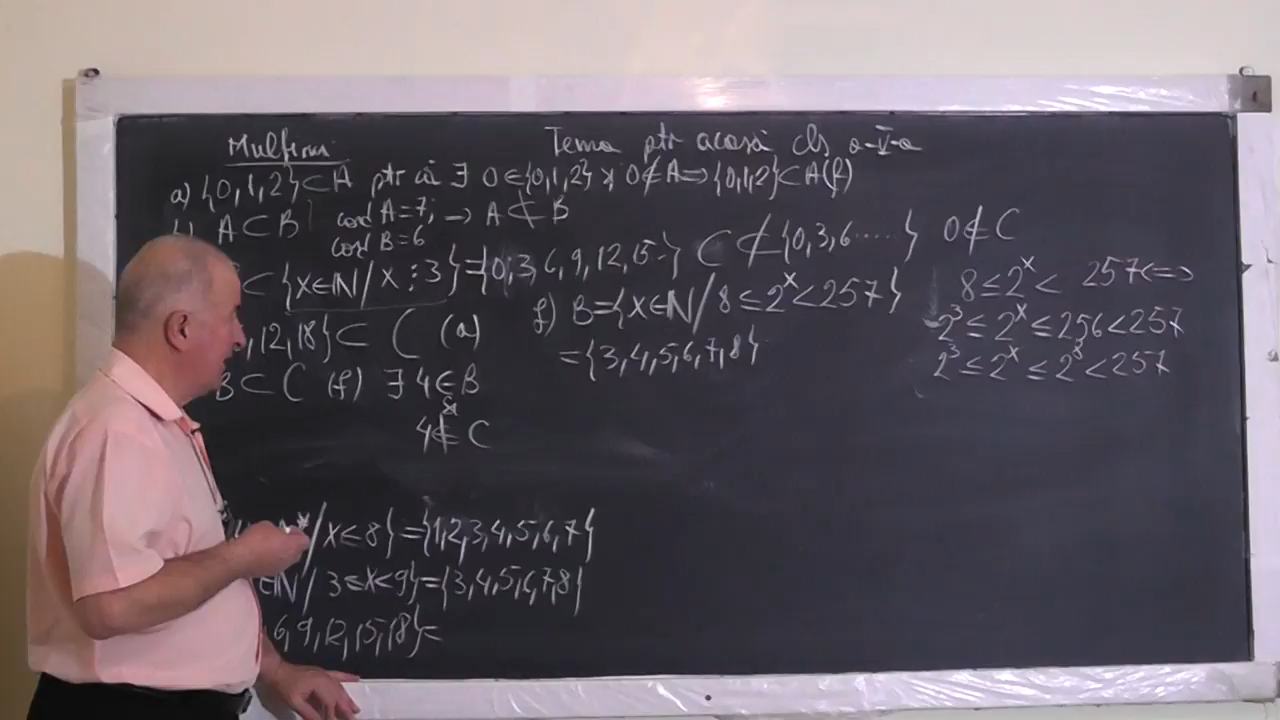 Mulțimi
Tema ptr acasă cls a-V-a
a) {0,1,2}⊂A ptr că ∃ 0∈{0,1,2} și 0∉A ⇒ {0,1,2}⊂A (f)
A⊂B card A=7; → A⊄B
card B=6
⊂{x∈ℕ/x⋮3}={0,3,6,9,12,15..} C⊄{0,3,6.....} 0∉C
,12,18}⊂ C (a)
B⊂C (f) ∃ 4∈B
&
4∉C
f) B={x∈ℕ/8≤2^x<257}
={3,4,5,6,7,8}
8≤2^x< 257⇔
2^3≤2^x≤256<257
2^3≤2^x≤2^8<257
*/x<8}={1,2,3,4,5,6,7}
∈ℕ/3≤x<9}={3,4,5,6,7,8}
6,9,12,15,18}=